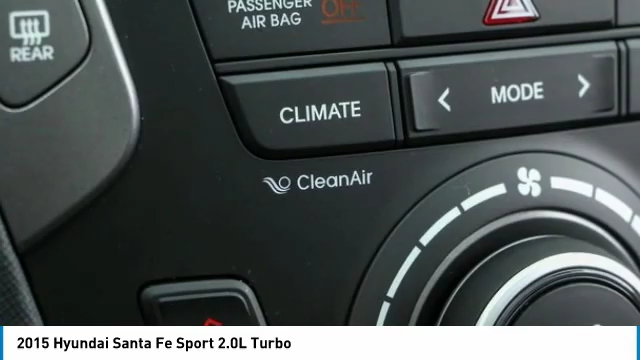 PASSENGER OFF
AIR BAG
REAR
CLIMATE
< MODE >
CleanAir
2015 Hyundai Santa Fe Sport 2.0L Turbo